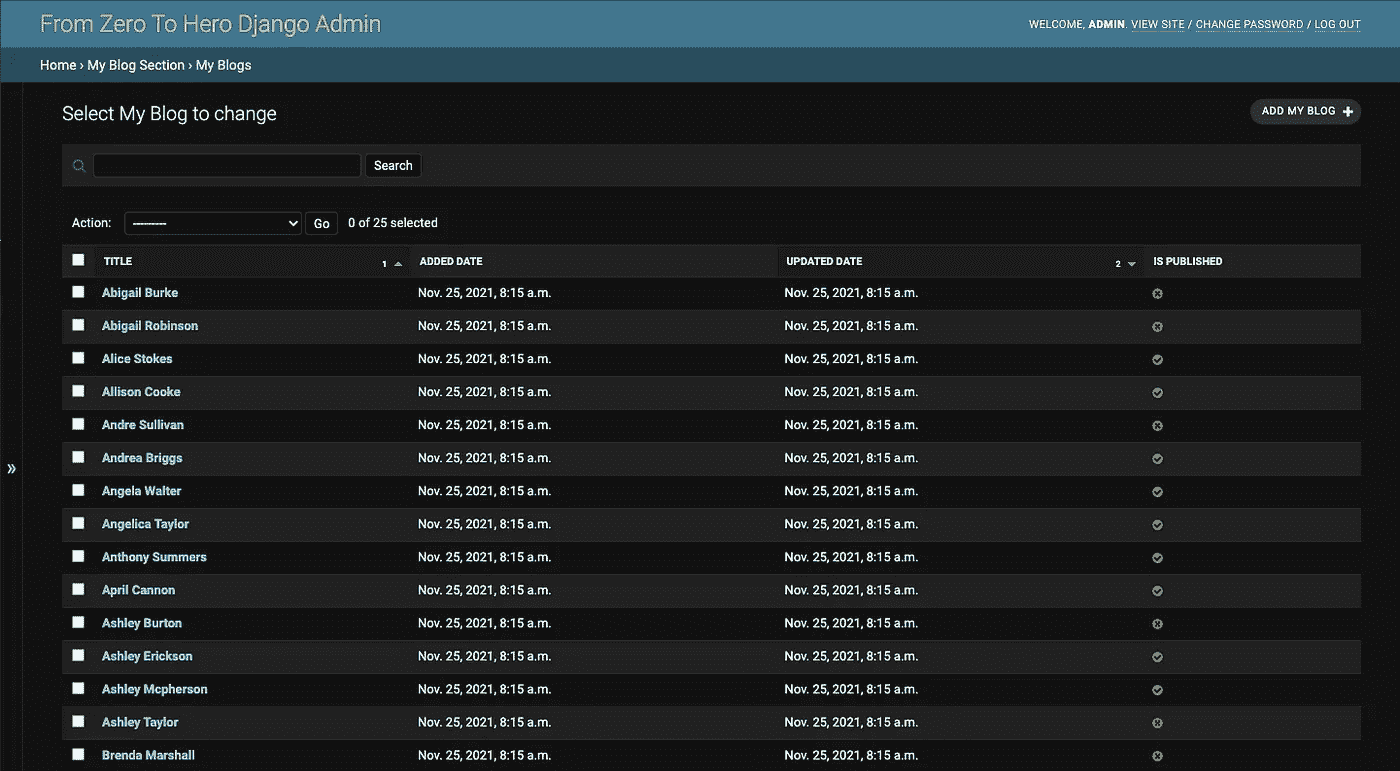 From Zero To Hero Django Admin
WELCOME, ADMIN. VIEW SITE / CHANGE PASSWORD / LOG OUT
Home › My Blog Section › My Blogs
Select My Blog to change
ADD MY BLOG +
Search
Action: --------- Go 0 of 25 selected
TITLE 1 ADDED DATE UPDATED DATE 2 IS PUBLISHED
Abigail Burke Nov. 25, 2021, 8:15 a.m. Nov. 25, 2021, 8:15 a.m.
Abigail Robinson Nov. 25, 2021, 8:15 a.m. Nov. 25, 2021, 8:15 a.m.
Alice Stokes Nov. 25, 2021, 8:15 a.m. Nov. 25, 2021, 8:15 a.m.
Allison Cooke Nov. 25, 2021, 8:15 a.m. Nov. 25, 2021, 8:15 a.m.
Andre Sullivan Nov. 25, 2021, 8:15 a.m. Nov. 25, 2021, 8:15 a.m.
Andrea Briggs Nov. 25, 2021, 8:15 a.m. Nov. 25, 2021, 8:15 a.m.
»
Angela Walter Nov. 25, 2021, 8:15 a.m. Nov. 25, 2021, 8:15 a.m.
Angelica Taylor Nov. 25, 2021, 8:15 a.m. Nov. 25, 2021, 8:15 a.m.
Anthony Summers Nov. 25, 2021, 8:15 a.m. Nov. 25, 2021, 8:15 a.m.
April Cannon Nov. 25, 2021, 8:15 a.m. Nov. 25, 2021, 8:15 a.m.
Ashley Burton Nov. 25, 2021, 8:15 a.m. Nov. 25, 2021, 8:15 a.m.
Ashley Erickson Nov. 25, 2021, 8:15 a.m. Nov. 25, 2021, 8:15 a.m.
Ashley Mcpherson Nov. 25, 2021, 8:15 a.m. Nov. 25, 2021, 8:15 a.m.
Ashley Taylor Nov. 25, 2021, 8:15 a.m. Nov. 25, 2021, 8:15 a.m.
Brenda Marshall Nov. 25, 2021, 8:15 a.m. Nov. 25, 2021, 8:15 a.m.